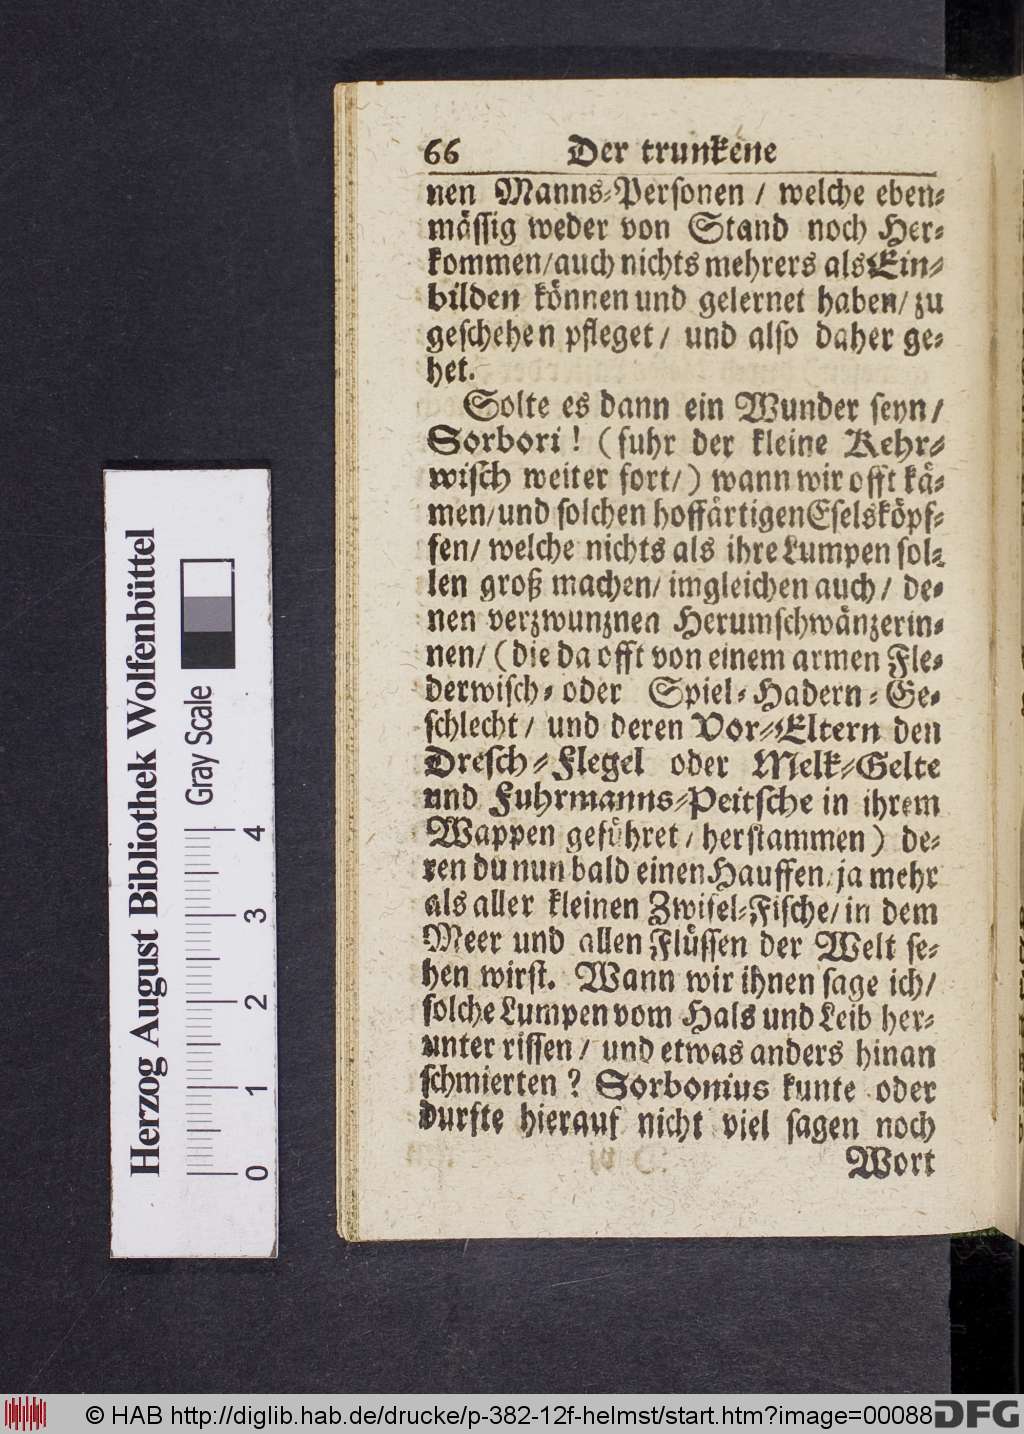 66 Der trunkene
nen Manns-Personen / welche eben-
mässig weder von Stand noch Her-
kommen/auch nichts mehrers als Ein-
bilden können und gelernet haben/ zu
geschehen pfleget/ und also daher ge-
het.
Solte es dann ein Wunder seyn/
Sorbori! (fuhr der kleine Kehr-
wisch weiter fort/) wann wir offt kä-
men/und solchen hoffärtigen Eselsköpf-
fen/ welche nichts als ihre Lumpen sol-
len groß machen/ imgleichen auch/ de-
nen verzwunznen Herumschwänzerin-
nen/ (die da offt von einem armen Fle-
derwisch- oder Spiel-Hadern-Ge-
schlecht/ und deren Vor-Eltern den
Dresch-Flegel oder Melk-Gelte
und Fuhrmanns-Peitsche in ihrem
Wappen geführet/ herstammen) de-
ren du nun bald einen Hauffen/ ja mehr
als aller kleinen Zwisel-Fische/ in dem
Meer und allen Flüssen der Welt se-
hen wirst. Wann wir ihnen sage ich/
solche Lumpen vom Hals und Leib her-
unter rissen/ und etwas anders hinan
schmierten? Sorbonius kunte oder
durfte hierauf nicht viel sagen noch
Wort
Herzog August Bibliothek Wolfenbüttel
Gray Scale
0 1 2 3 4
© HAB http://diglib.hab.de/drucke/p-382-12f-helmst/start.htm?image=00088
DFG